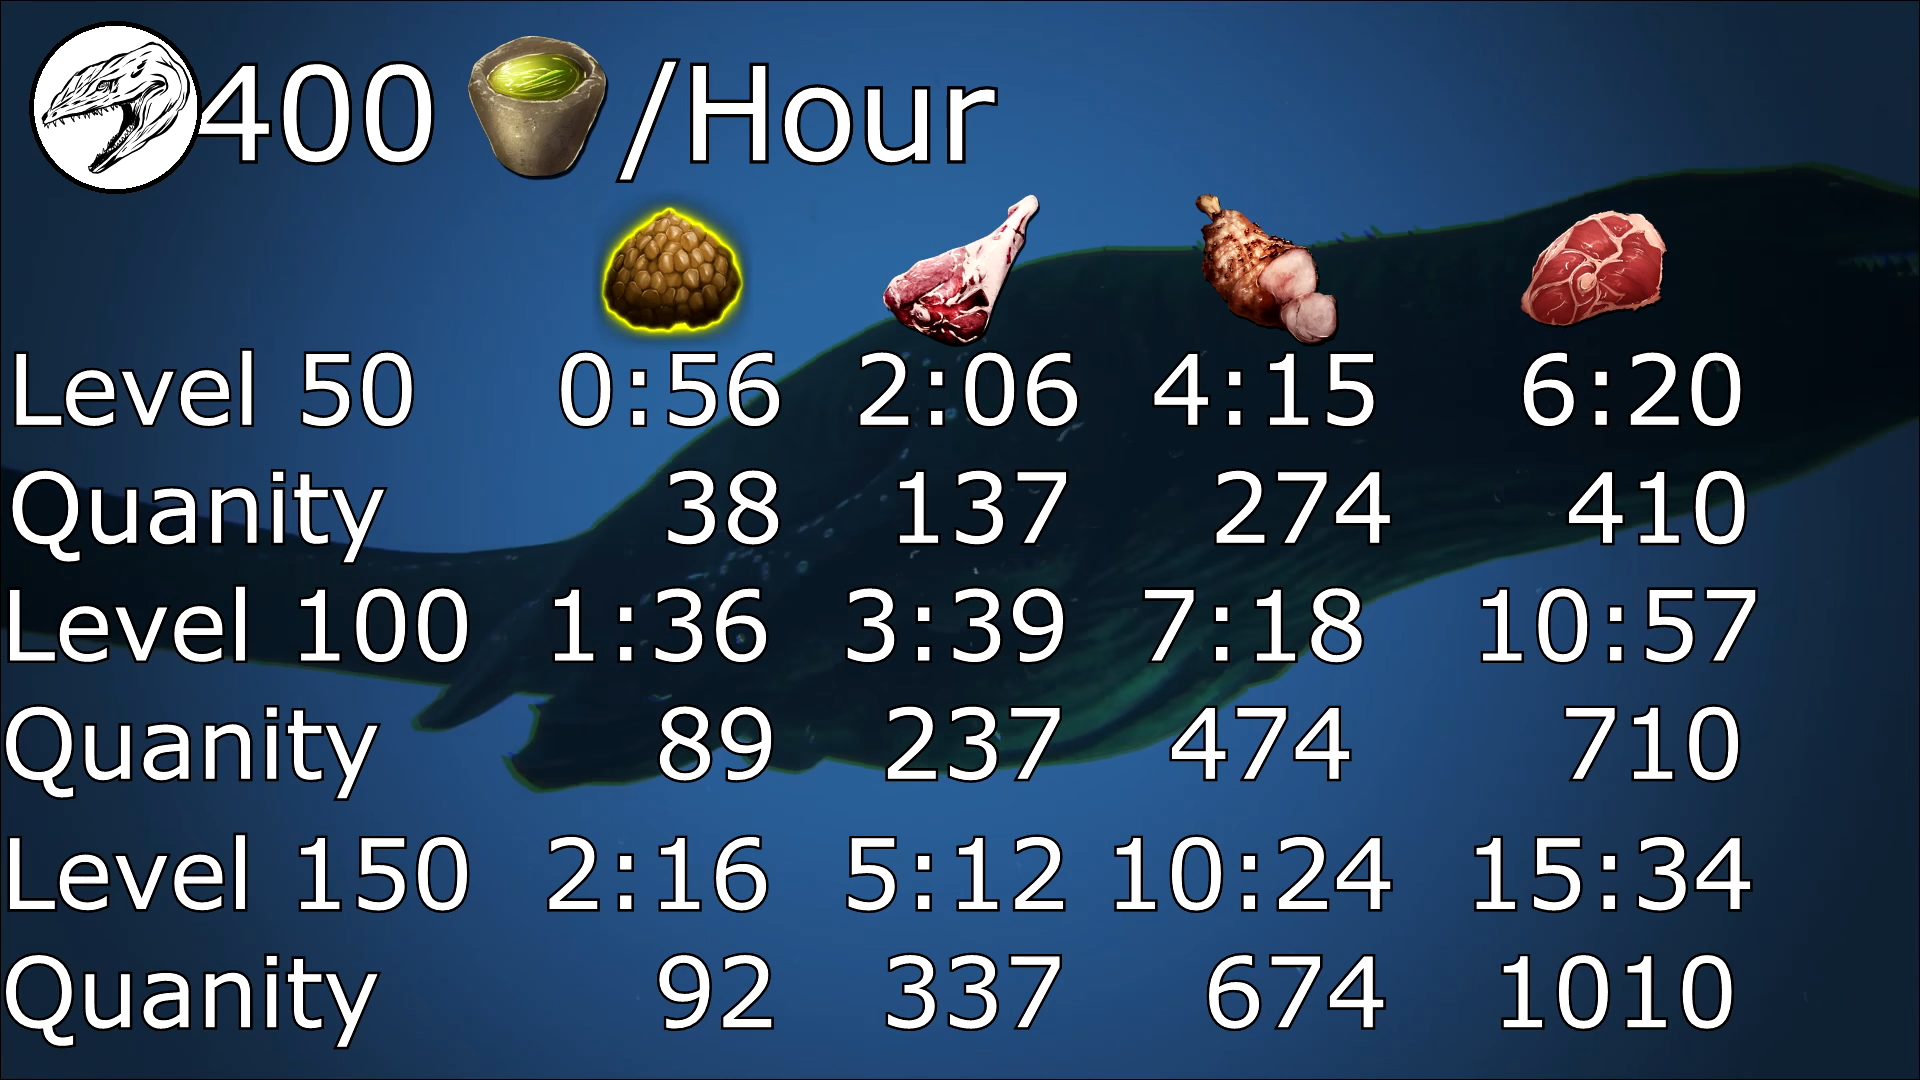 400 /Hour
Level 50 0:56 2:06 4:15 6:20
Quanity 38 137 274 410
Level 100 1:36 3:39 7:18 10:57
Quanity 89 237 474 710
Level 150 2:16 5:12 10:24 15:34
Quanity 92 337 674 1010